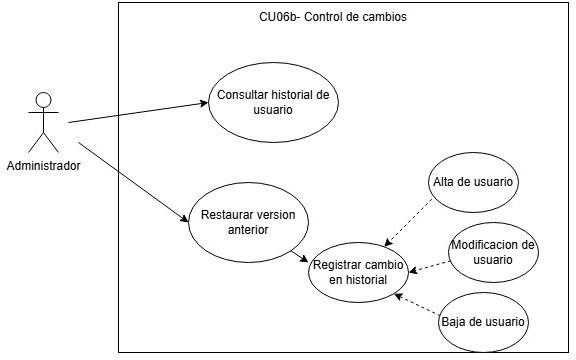 CU06b- Control de cambios
Consultar historial de
usuario
Administrador
Restaurar version
anterior
Registrar cambio
en historial
Alta de usuario
Modificacion de
usuario
Baja de usuario